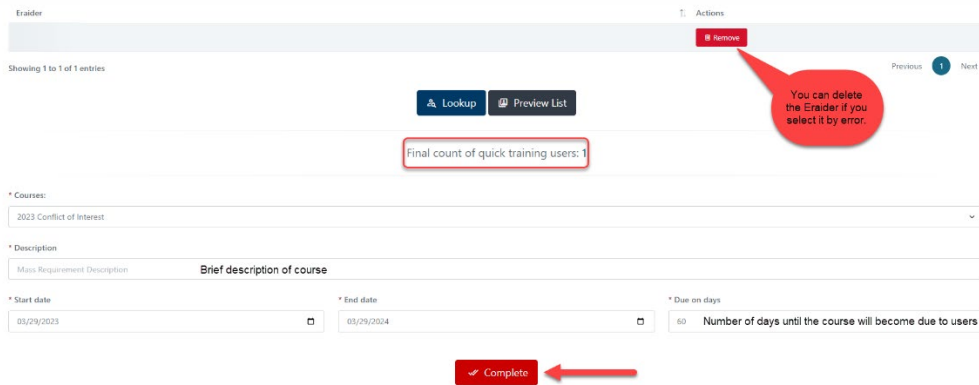 Eraider
Actions
Remove
Showing 1 to 1 of 1 entries
Previous 1 Next
You can delete
the Eraider if you
select it by error.
Lookup
Preview List
Final count of quick training users: 1
* Courses:
2023 Conflict of Interest
* Description
Mass Requirement Description
Brief description of course
* Start date
* End date
* Due on days
03/29/2023
03/29/2024
60
Number of days until the course will become due to users
Complete